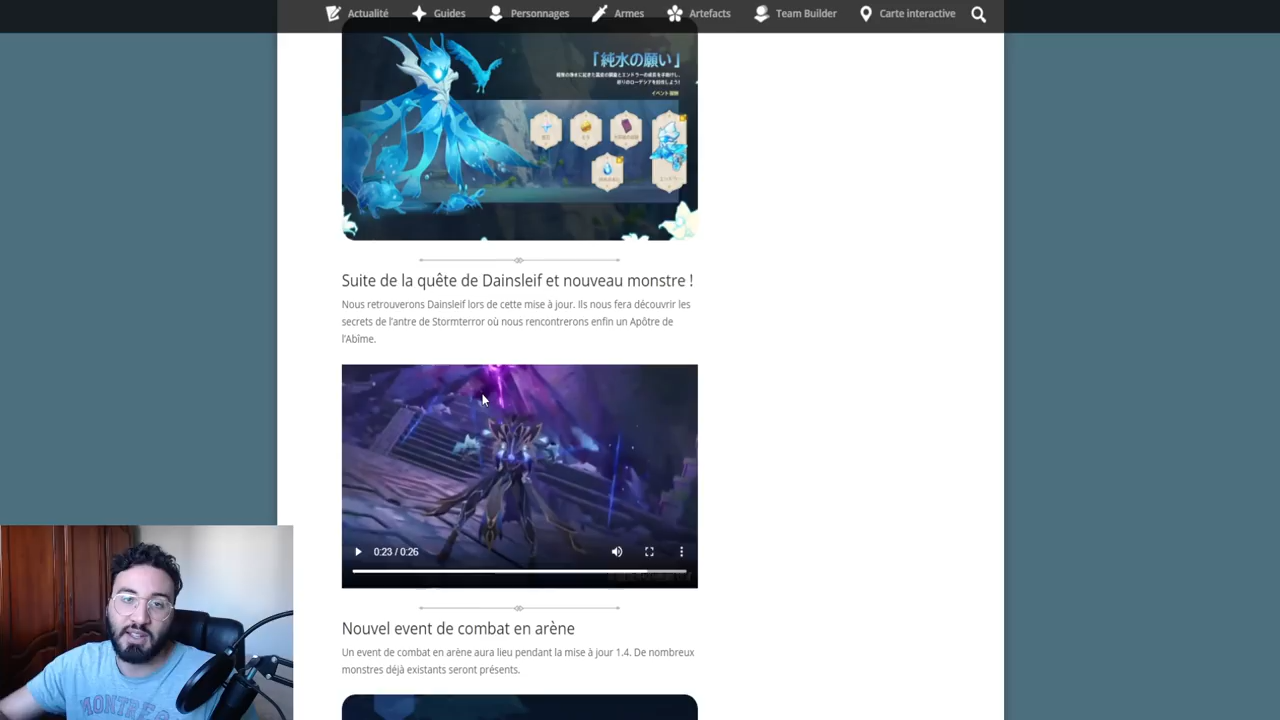 Actualité Guides Personnages Armes Artefacts Team Builder Carte interactive
「純水の願い」
Suite de la quête de Dainsleif et nouveau monstre !
Nous retrouverons Dainsleif lors de cette mise à jour. Ils nous fera découvrir les
secrets de l'antre de Stormterror où nous rencontrerons enfin un Apôtre de
l'Abîme.
0:23 / 0:26
Nouvel event de combat en arène
Un event de combat en arène aura lieu pendant la mise à jour 1.4. De nombreux
monstres déjà existants seront présents.
MONTRE